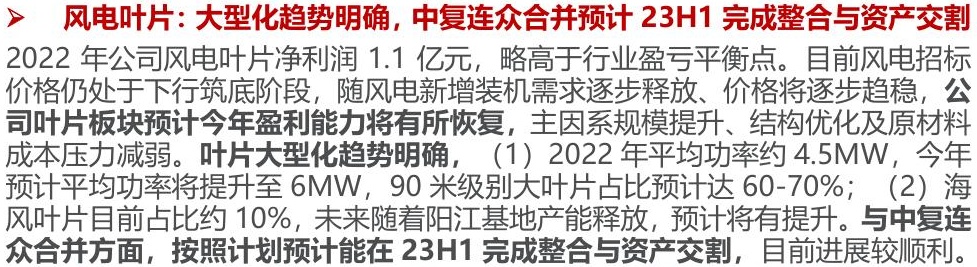 ➢ 风电叶片：大型化趋势明确，中复连众合并预计 23H1 完成整合与资产交割
2022 年公司风电叶片净利润 1.1 亿元，略高于行业盈亏平衡点。目前风电招标
价格仍处于下行筑底阶段，随风电新增装机需求逐步释放、价格将逐步趋稳，公
司叶片板块预计今年盈利能力将有所恢复，主因系规模提升、结构优化及原材料
成本压力减弱。叶片大型化趋势明确，（1）2022 年平均功率约 4.5MW，今年
预计平均功率将提升至 6MW，90 米级别大叶片占比预计达 60-70%；（2）海
风叶片目前占比约 10%，未来随着阳江基地产能释放，预计将有提升。与中复连
众合并方面，按照计划预计能在 23H1 完成整合与资产交割，目前进展较顺利。